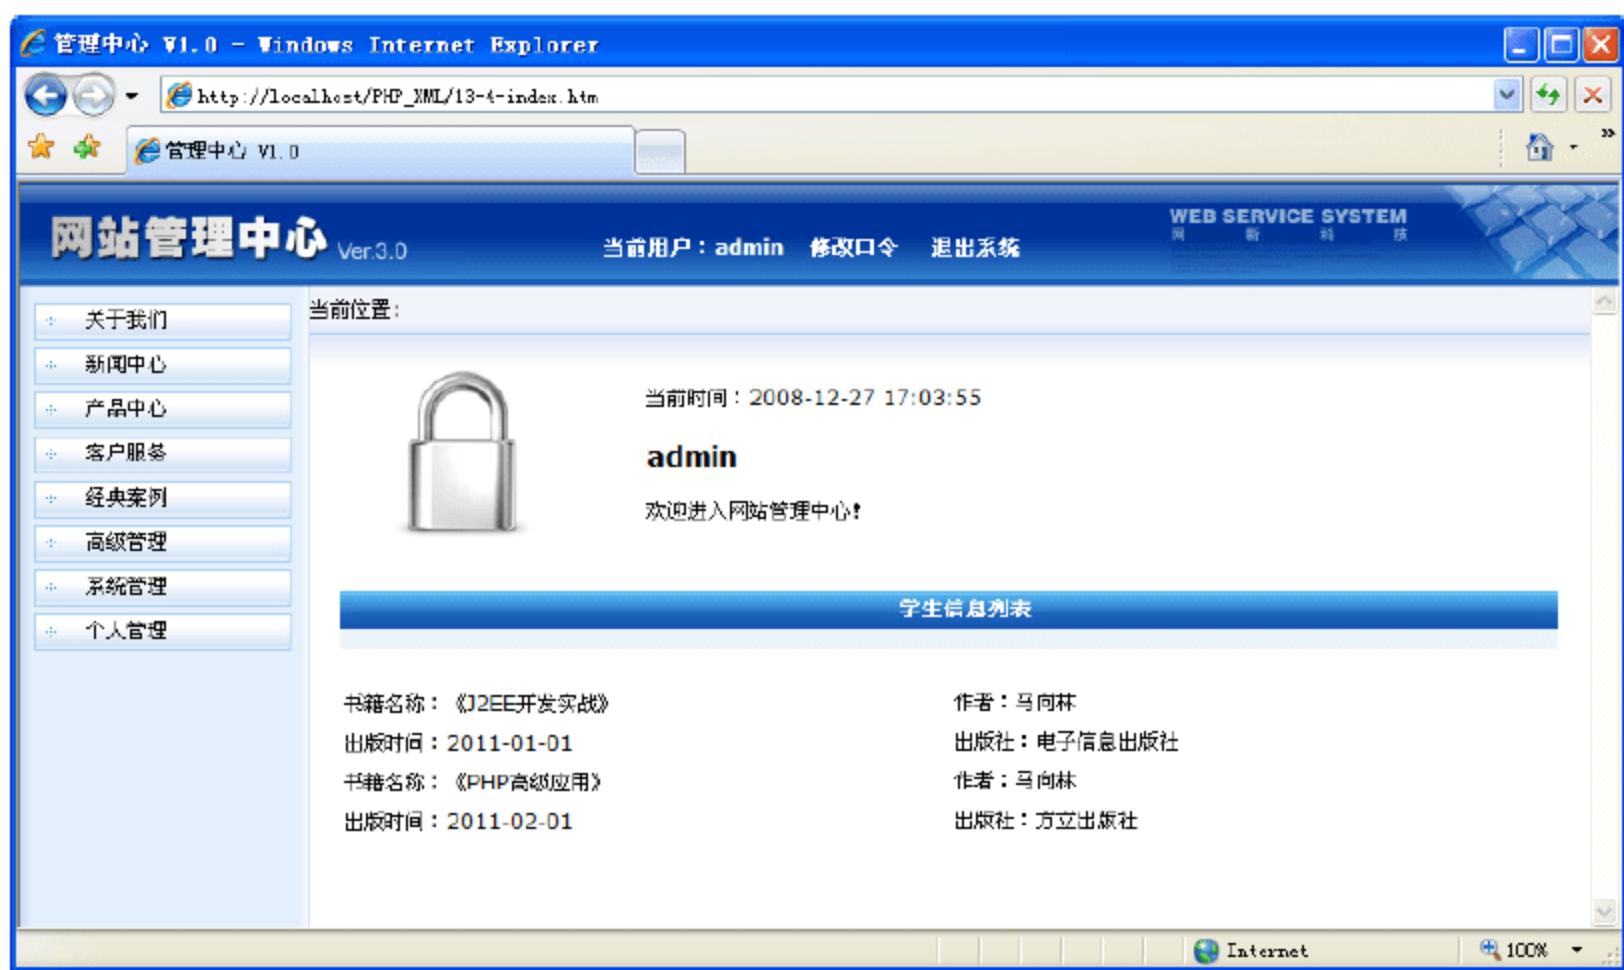 管理中心 V1.0 - Windows Internet Explorer
http://localhost/PHP_XML/13-4-index.htm
管理中心 V1.0
网站管理中心 Ver.3.0
当前用户：admin 修改口令 退出系统
WEB SERVICE SYSTEM
网 新 科 技
当前位置：
关于我们
新闻中心
产品中心
客户服务
经典案例
高级管理
系统管理
个人管理
当前时间：2008-12-27 17:03:55
admin
欢迎进入网站管理中心！
学生信息列表
书籍名称：《J2EE开发实战》 作者：马向林
出版时间：2011-01-01 出版社：电子信息出版社
书籍名称：《PHP高级应用》 作者：马向林
出版时间：2011-02-01 出版社：方立出版社
Internet 100%